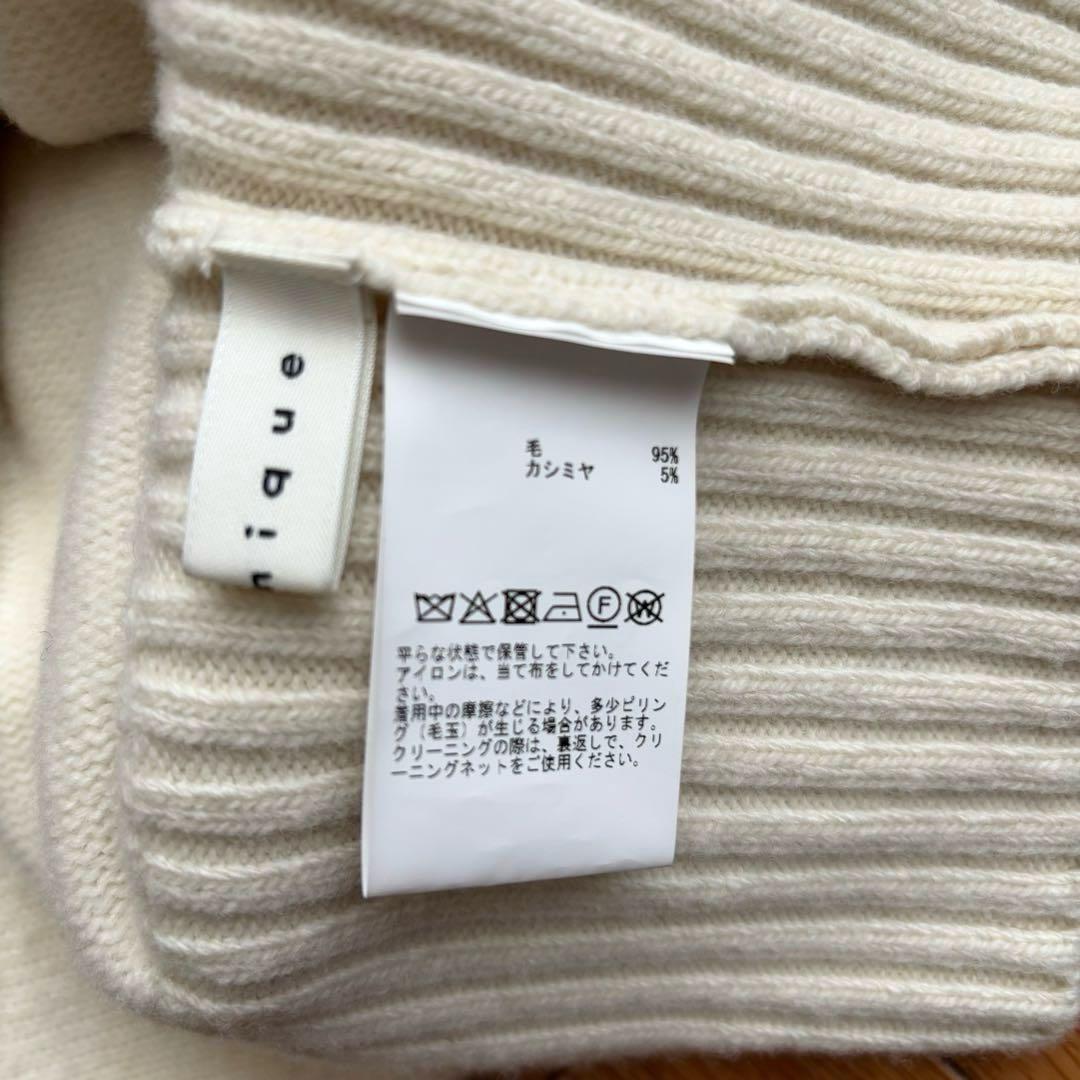 nique
毛 95%
カシミヤ 5%
F W
平らな状態で保管して下さい。
アイロンは、当て布をしてかけてくだ
さい。
着用中の摩擦などにより、多少ピリン
グ(毛玉)が生じる場合があります。
クリーニングの際は、裏返しで、クリ
ーニングネットをご使用ください。